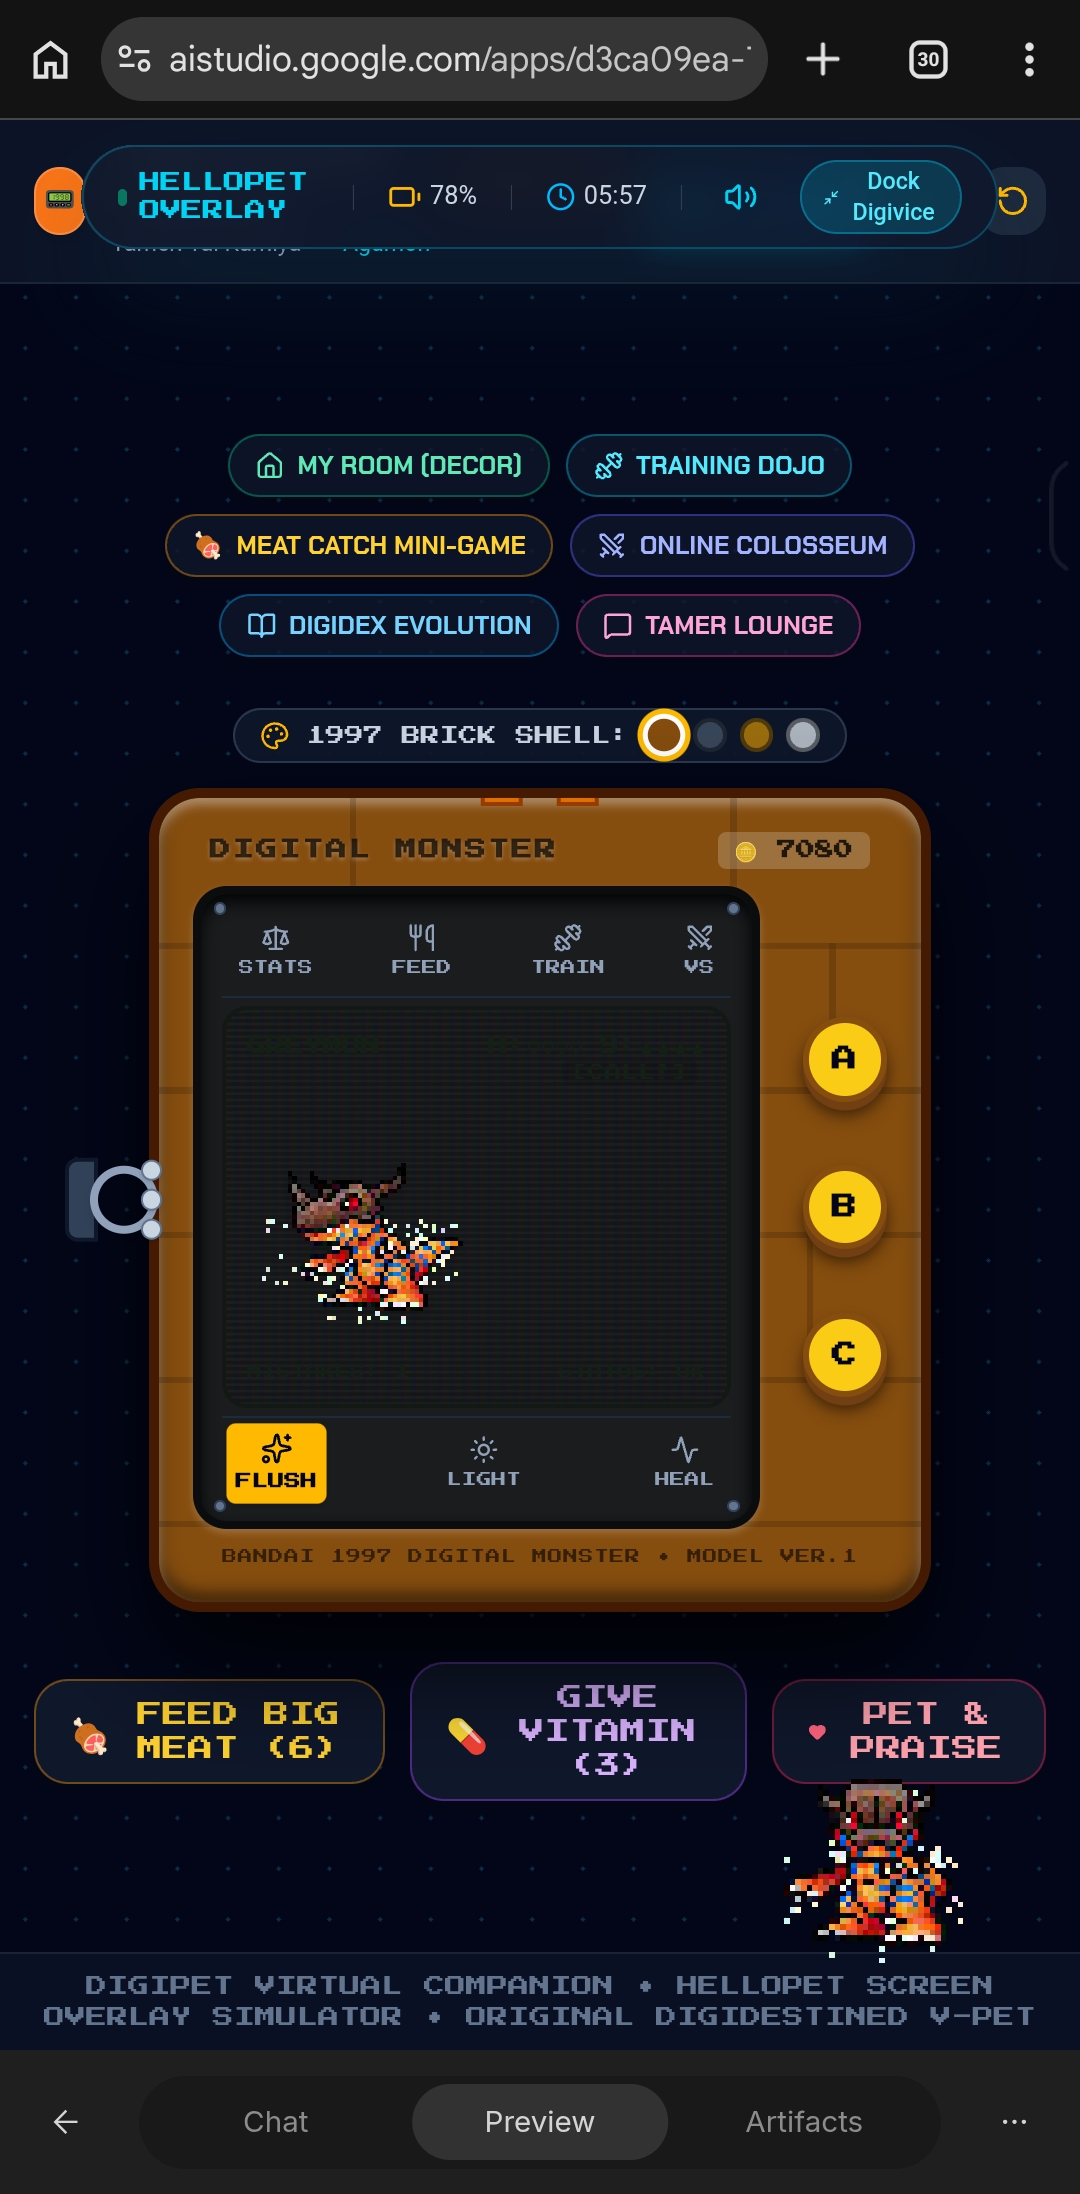 aistudio.google.com/apps/d3ca09ea-
30
HELLOPET
OVERLAY
78%
05:57
Dock
Digivice
Agumon
MY ROOM (DECOR)
TRAINING DOJO
MEAT CATCH MINI-GAME
ONLINE COLOSSEUM
DIGIDEX EVOLUTION
TAMER LOUNGE
1997 BRICK SHELL:
DIGITAL MONSTER
7080
STATS
FEED
TRAIN
VS
A
B
C
FLUSH
LIGHT
HEAL
BANDAI 1997 DIGITAL MONSTER • MODEL VER.1
FEED BIG
MEAT (6)
GIVE
VITAMIN
(3)
PET &
PRAISE
DIGIPET VIRTUAL COMPANION • HELLOPET SCREEN
OVERLAY SIMULATOR • ORIGINAL DIGIDESTINED V-PET
Chat
Preview
Artifacts